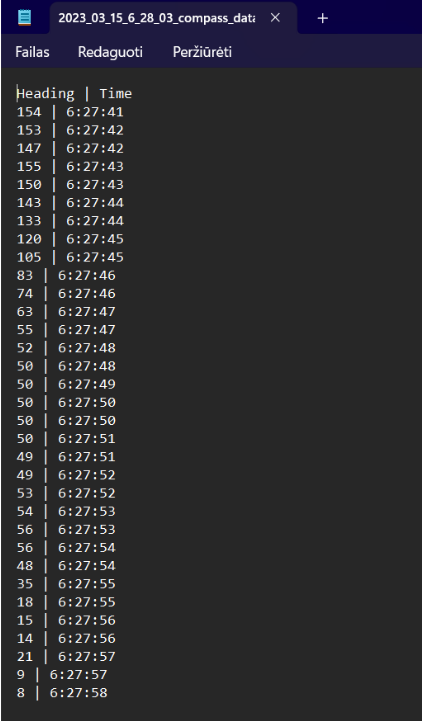 2023_03_15_6_28_03_compass_data
Failas Redaguoti Peržiūrėti
Heading | Time
154 | 6:27:41
153 | 6:27:42
147 | 6:27:42
155 | 6:27:43
150 | 6:27:43
143 | 6:27:44
133 | 6:27:44
120 | 6:27:45
105 | 6:27:45
83 | 6:27:46
74 | 6:27:46
63 | 6:27:47
55 | 6:27:47
52 | 6:27:48
50 | 6:27:48
50 | 6:27:49
50 | 6:27:50
50 | 6:27:50
50 | 6:27:51
49 | 6:27:51
49 | 6:27:52
53 | 6:27:52
54 | 6:27:53
56 | 6:27:53
56 | 6:27:54
48 | 6:27:54
35 | 6:27:55
18 | 6:27:55
15 | 6:27:56
14 | 6:27:56
21 | 6:27:57
9 | 6:27:57
8 | 6:27:58